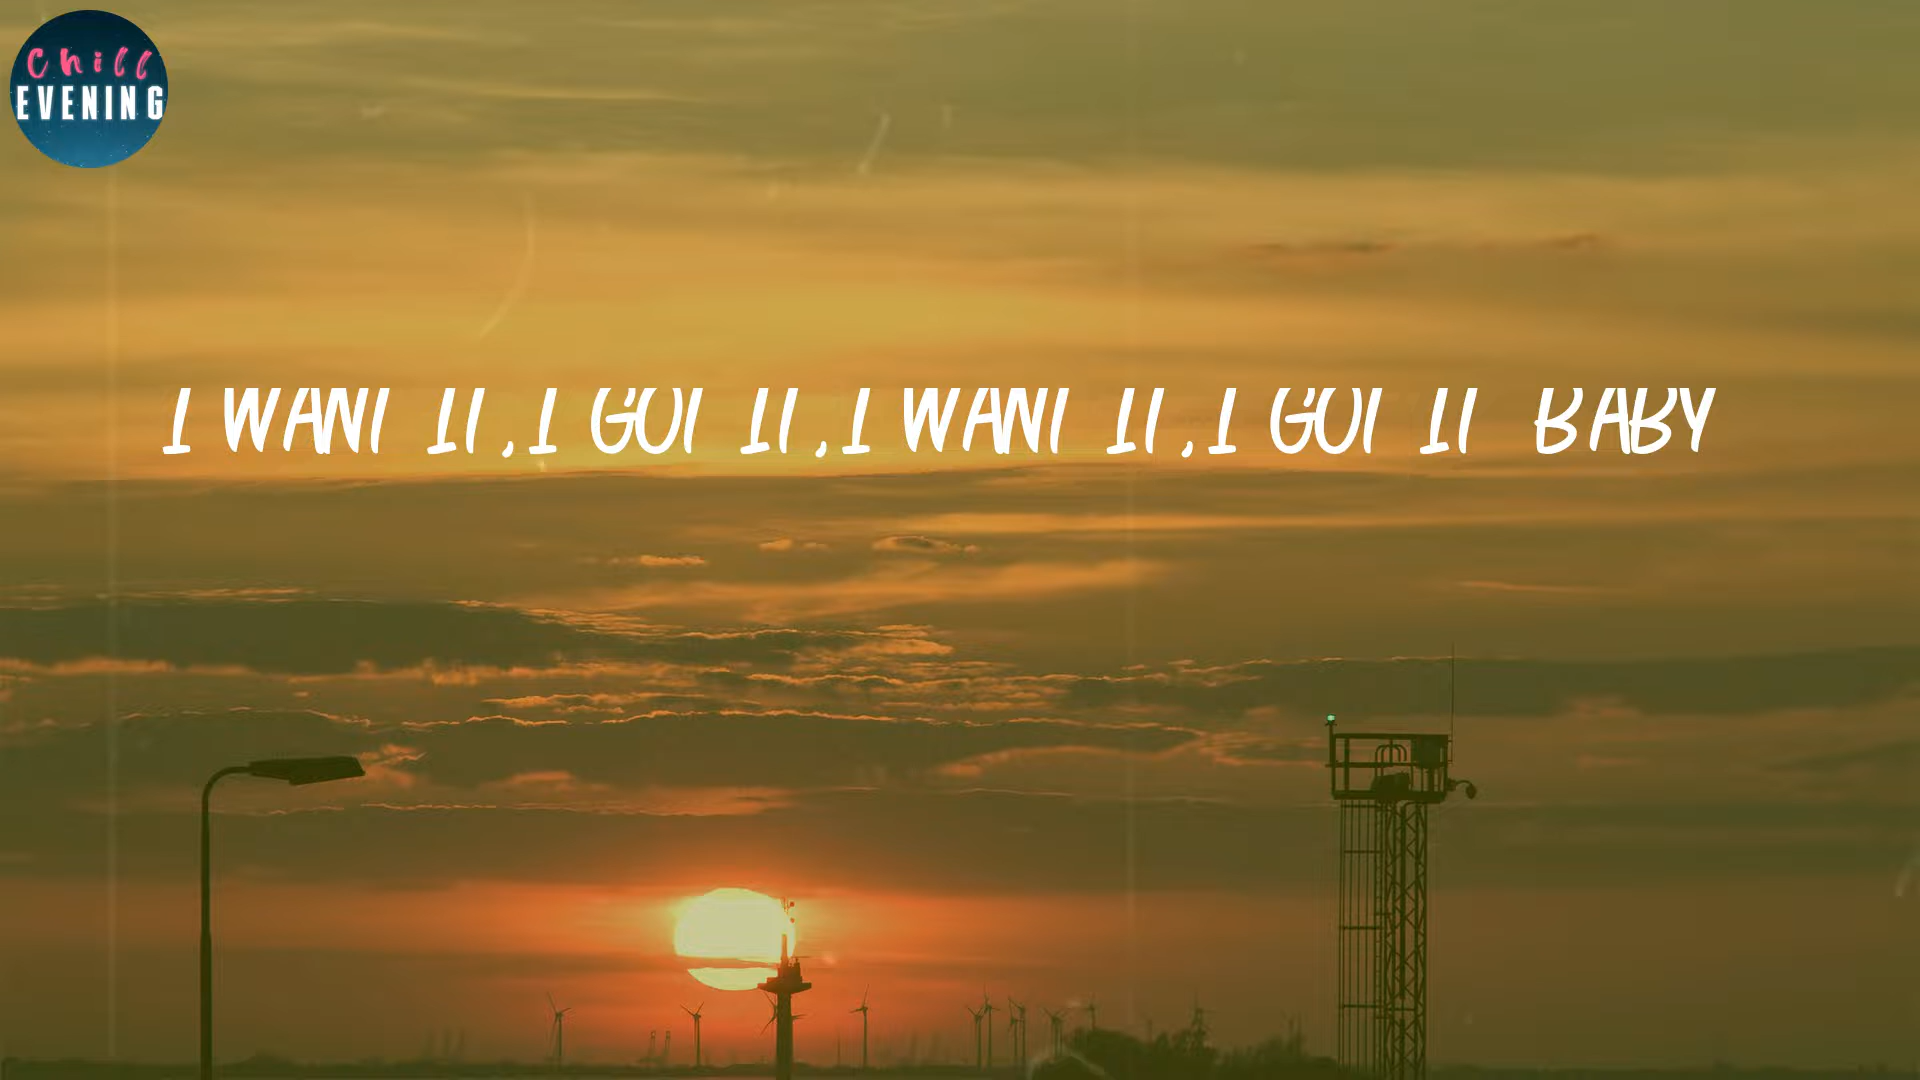 Chill
EVENING
I WANT IT, I GOT IT, I WANT IT, I GOT IT BABY